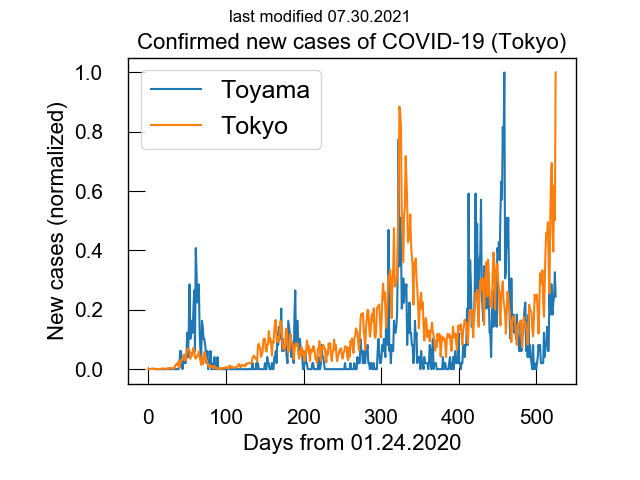 last modified 07.30.2021
Confirmed new cases of COVID-19 (Tokyo)
Toyama
Tokyo
New cases (normalized)
1.0
0.8
0.6
0.4
0.2
0.0
0 100 200 300 400 500
Days from 01.24.2020